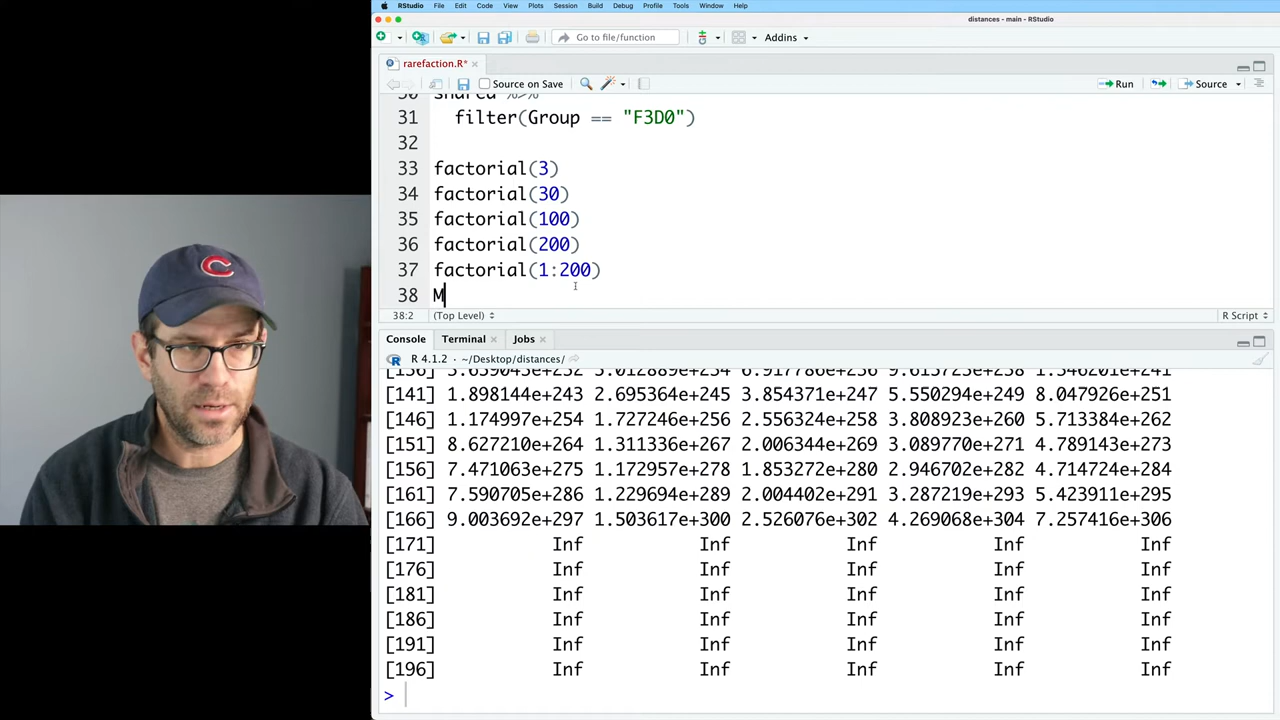 RStudio File Edit Code View Plots Session Build Debug Profile Tools Window Help
distances - main - RStudio
Go to file/function Addins
rarefaction.R*
Source on Save Run Source
30 shared %>%
31 filter(Group == "F3D0")
32
33 factorial(3)
34 factorial(30)
35 factorial(100)
36 factorial(200)
37 factorial(1:200)
38 M
38:2 (Top Level) R Script
Console Terminal Jobs
R 4.1.2 · ~/Desktop/distances/
[141] 1.898144e+243 2.695364e+245 3.854371e+247 5.550294e+249 8.047926e+251
[146] 1.174997e+254 1.727246e+256 2.556324e+258 3.808923e+260 5.713384e+262
[151] 8.627210e+264 1.311336e+267 2.006344e+269 3.089770e+271 4.789143e+273
[156] 7.471063e+275 1.172957e+278 1.853272e+280 2.946702e+282 4.714724e+284
[161] 7.590705e+286 1.229694e+289 2.004402e+291 3.287219e+293 5.423911e+295
[166] 9.003692e+297 1.503617e+300 2.526076e+302 4.269068e+304 7.257416e+306
[171] Inf Inf Inf Inf Inf
[176] Inf Inf Inf Inf Inf
[181] Inf Inf Inf Inf Inf
[186] Inf Inf Inf Inf Inf
[191] Inf Inf Inf Inf Inf
[196] Inf Inf Inf Inf Inf
>